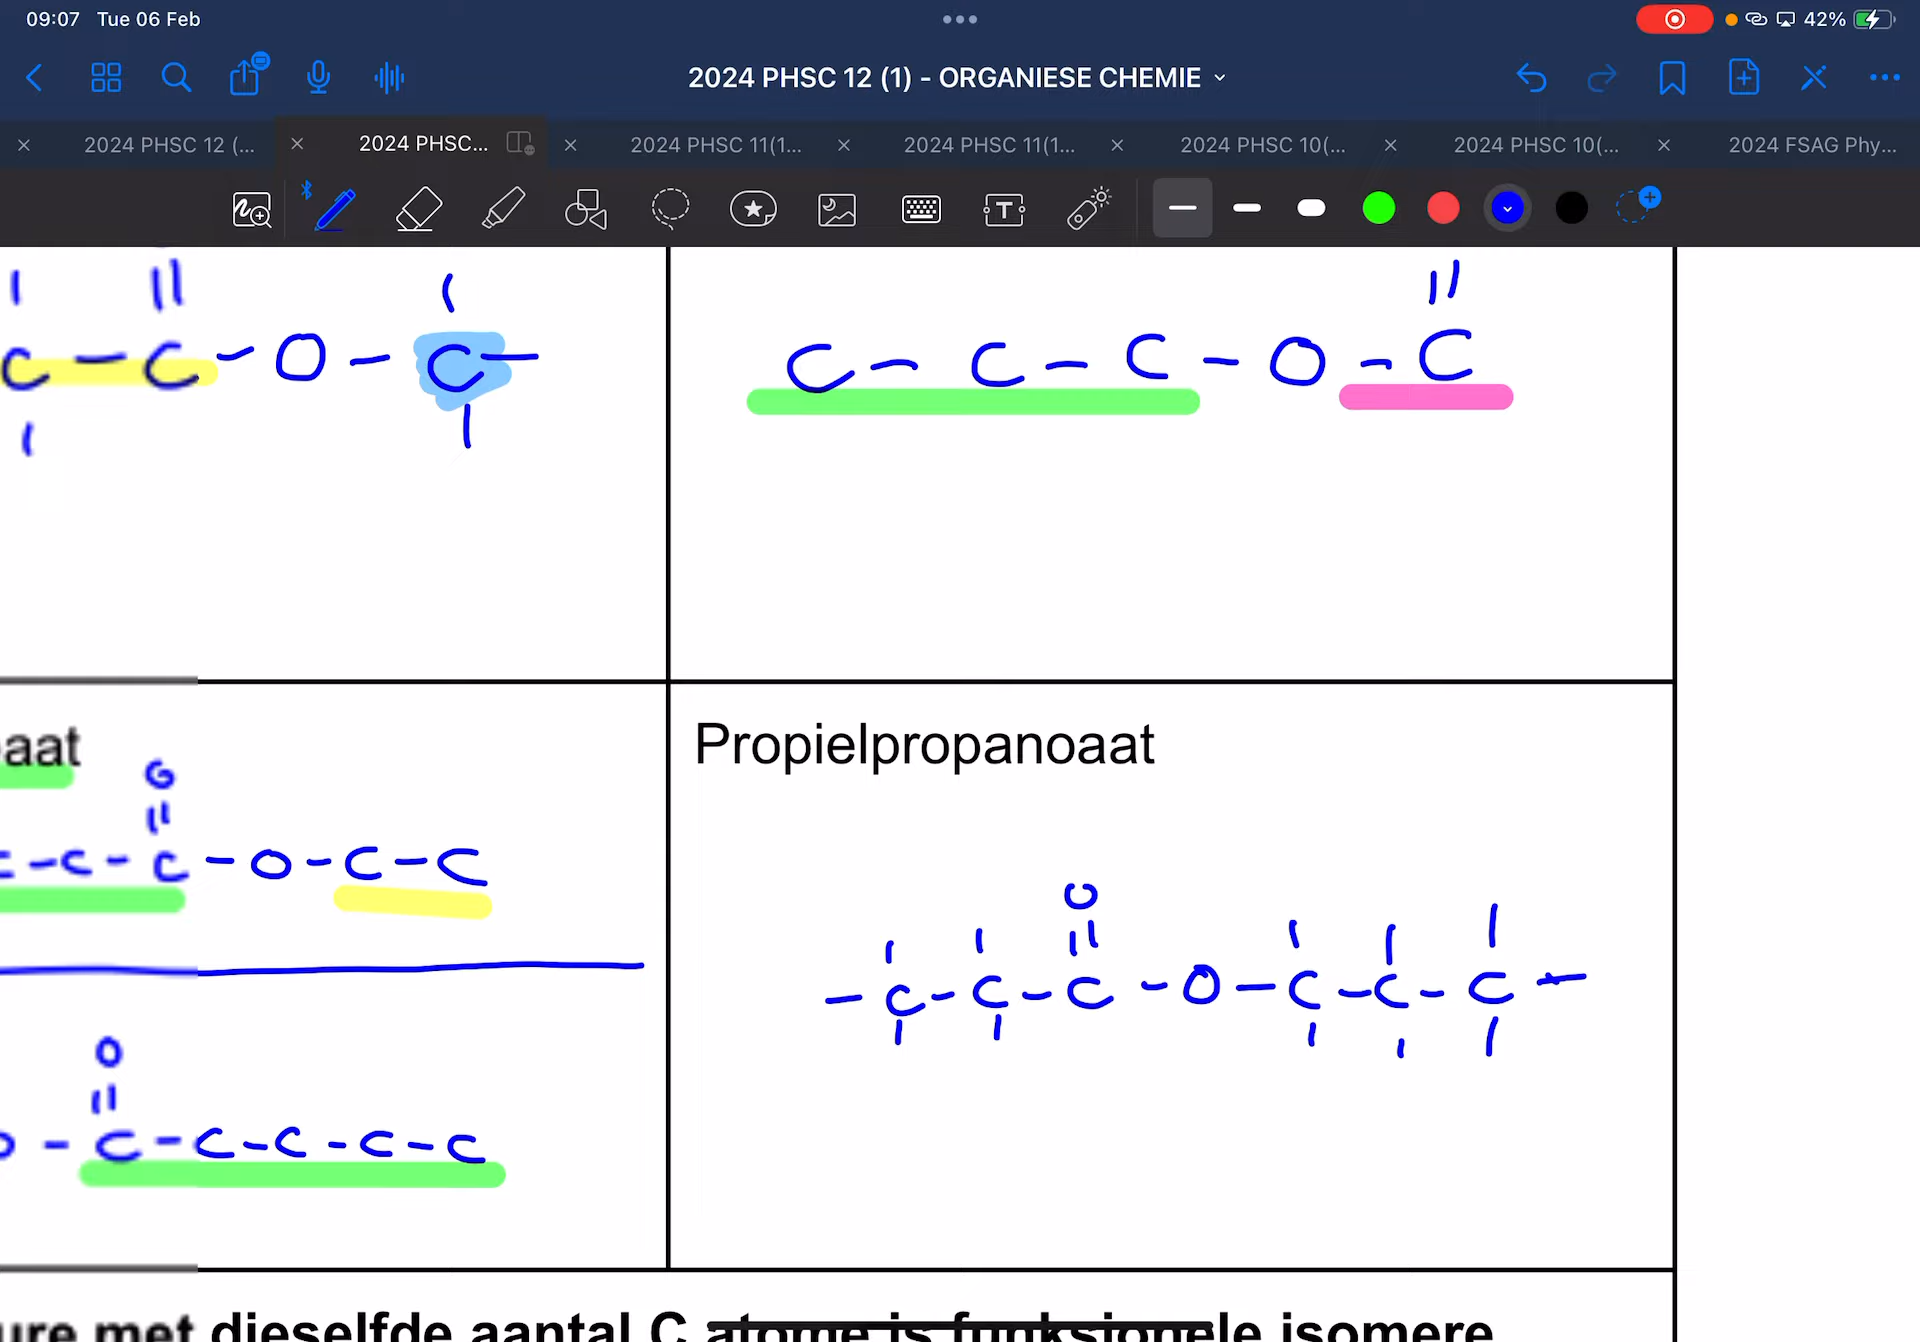 09:07 Tue 06 Feb
42%
2024 PHSC 12 (1) - ORGANIESE CHEMIE
2024 PHSC 12 (...
2024 PHSC...
2024 PHSC 11(1...
2024 PHSC 11(1...
2024 PHSC 10(...
2024 PHSC 10(...
2024 FSAG Phy...
T
C - C - O - C -
C - C - C - O - C
aat
Propielpropanoaat
O
C - C - C - O - C - C
O
- C - C - C - O - C - C - C -
O
O - C - C - C - C - C
ure met dieselfde aantal C atome is funksionele isomere